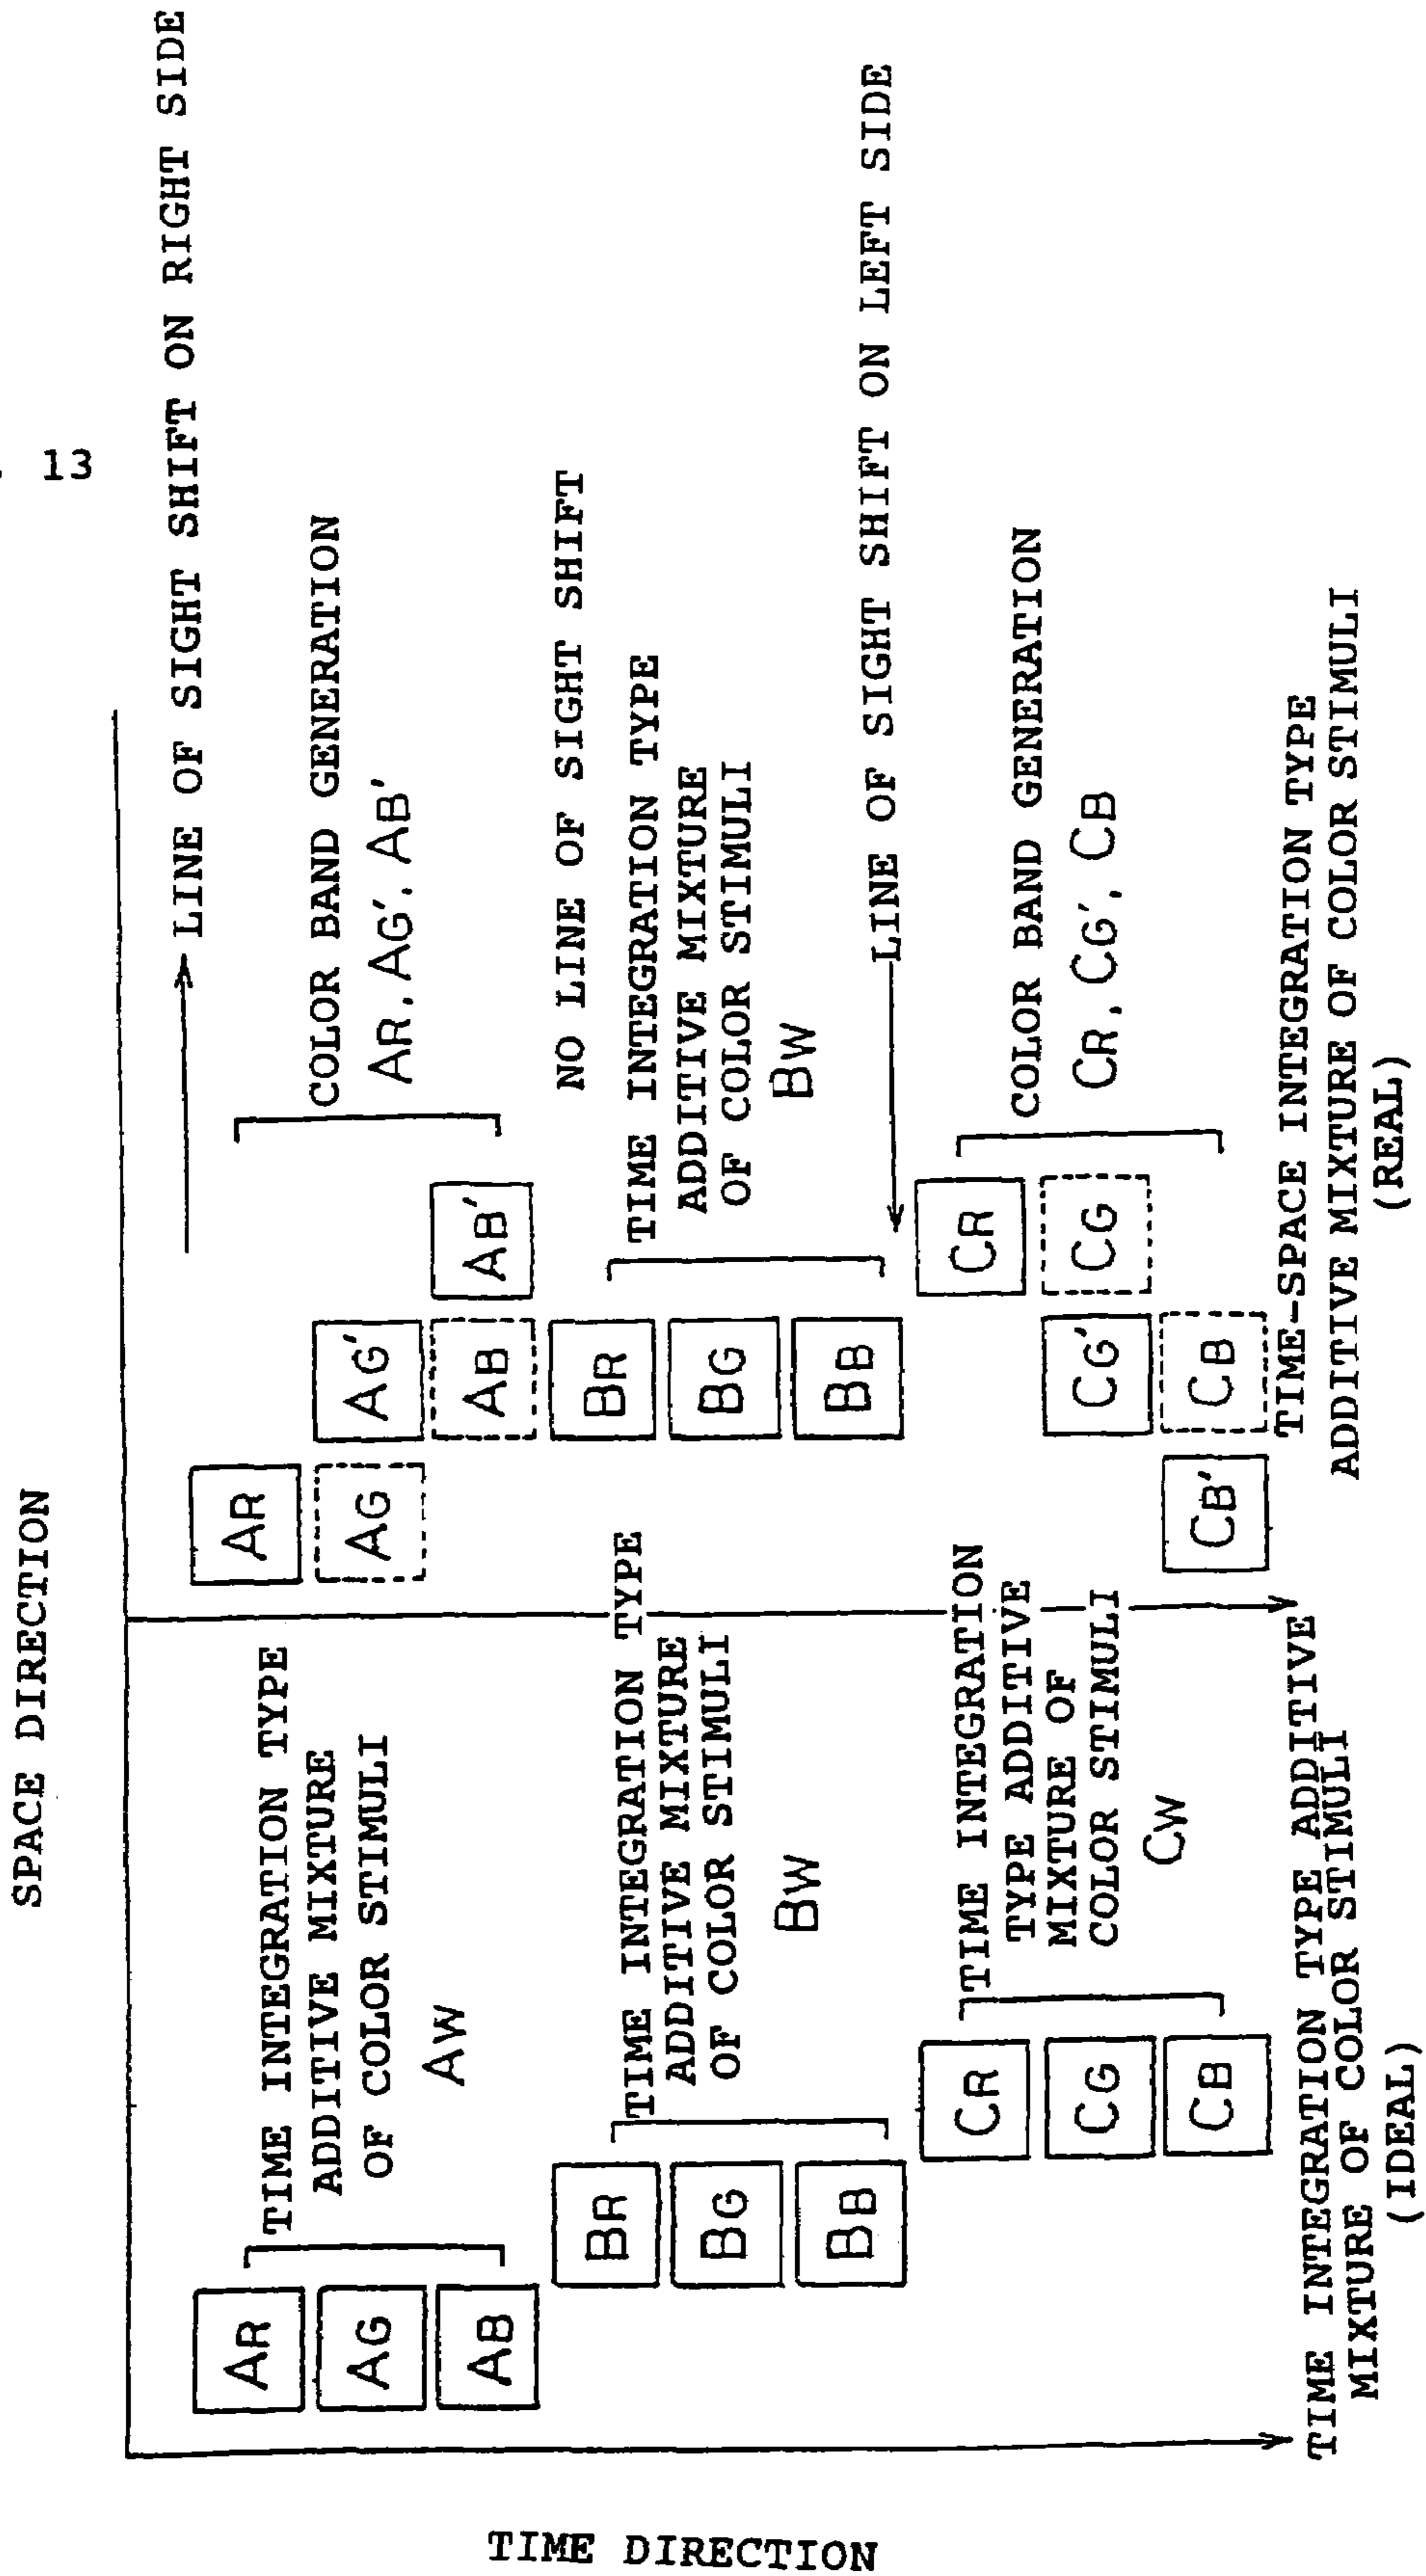 . 13
SPACE DIRECTION
TIME DIRECTION
AR
AG
AB
TIME INTEGRATION TYPE
ADDITIVE MIXTURE
OF COLOR STIMULI
AW
BR
BG
BB
TIME INTEGRATION TYPE
ADDITIVE MIXTURE
OF COLOR STIMULI
BW
CR
CG
CB
TIME INTEGRATION
TYPE ADDITIVE
MIXTURE OF
COLOR STIMULI
CW
TIME INTEGRATION TYPE ADDITIVE
MIXTURE OF COLOR STIMULI
(IDEAL)
LINE OF SIGHT SHIFT ON RIGHT SIDE
AR
AG AG'
AB AB'
COLOR BAND GENERATION
AR, AG', AB'
NO LINE OF SIGHT SHIFT
BR
BG
BB
TIME INTEGRATION TYPE
ADDITIVE MIXTURE
OF COLOR STIMULI
BW
LINE OF SIGHT SHIFT ON LEFT SIDE
CR
CG' CG
CB' CB
COLOR BAND GENERATION
CR, CG', CB
TIME-SPACE INTEGRATION TYPE
ADDITIVE MIXTURE OF COLOR STIMULI
(REAL)